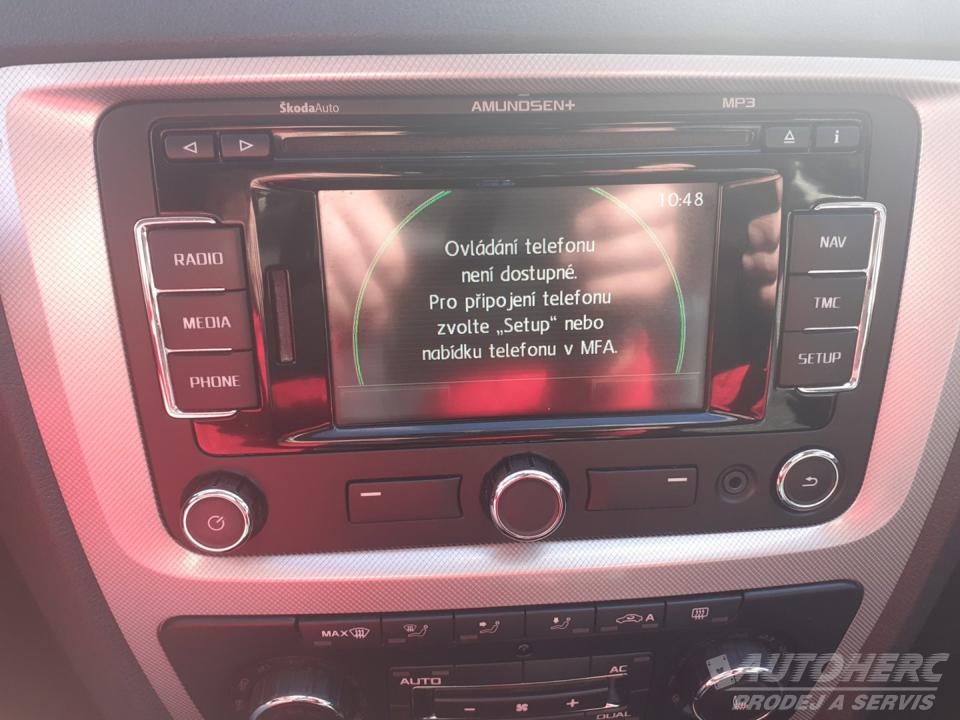 ŠkodaAuto AMUNDSEN+ MP3
i
10:48
Ovládání telefonu
není dostupné.
Pro připojení telefonu
zvolte „Setup“ nebo
nabídku telefonu v MFA.
RADIO
MEDIA
PHONE
NAV
TMC
SETUP
MAX
A
AUTO
AC
DUAL
AUTOHERC
PRODEJ A SERVIS